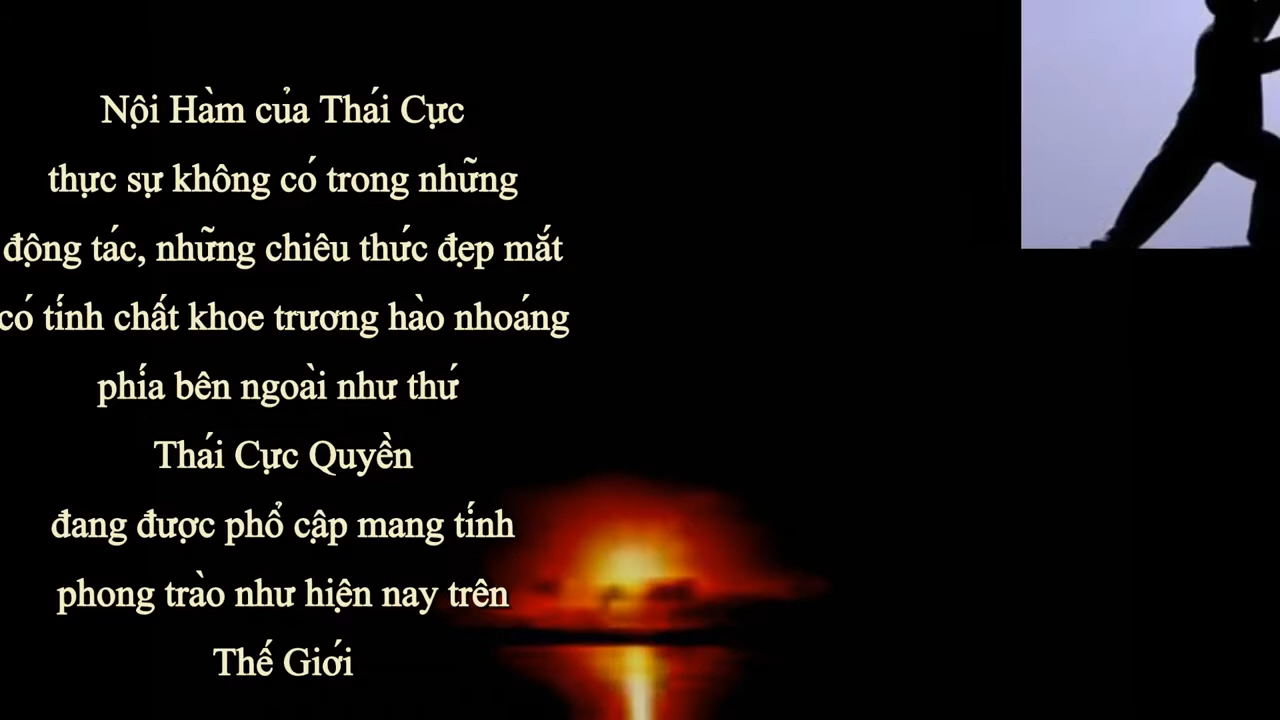 Nội Hàm của Thái Cực
thực sự không có trong những
động tác, những chiêu thức đẹp mắt
có tính chất khoe trương hào nhoáng
phía bên ngoài như thứ
Thái Cực Quyền
đang được phổ cập mang tính
phong trào như hiện nay trên
Thế Giới